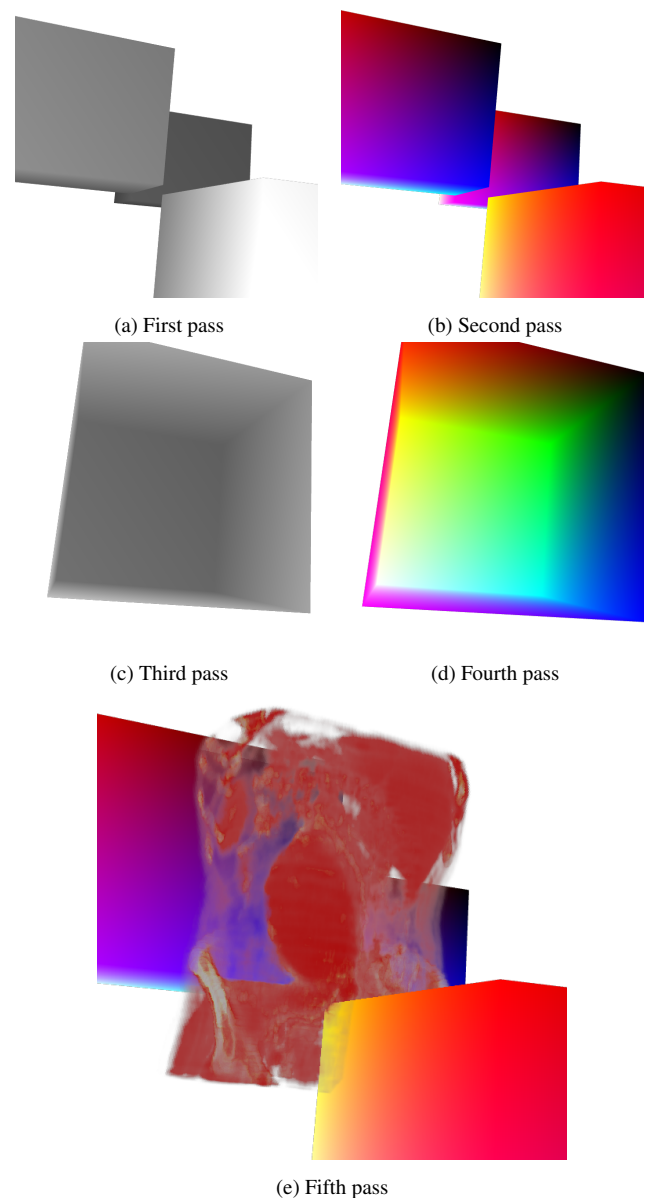 (a) First pass
(b) Second pass
(c) Third pass
(d) Fourth pass
(e) Fifth pass